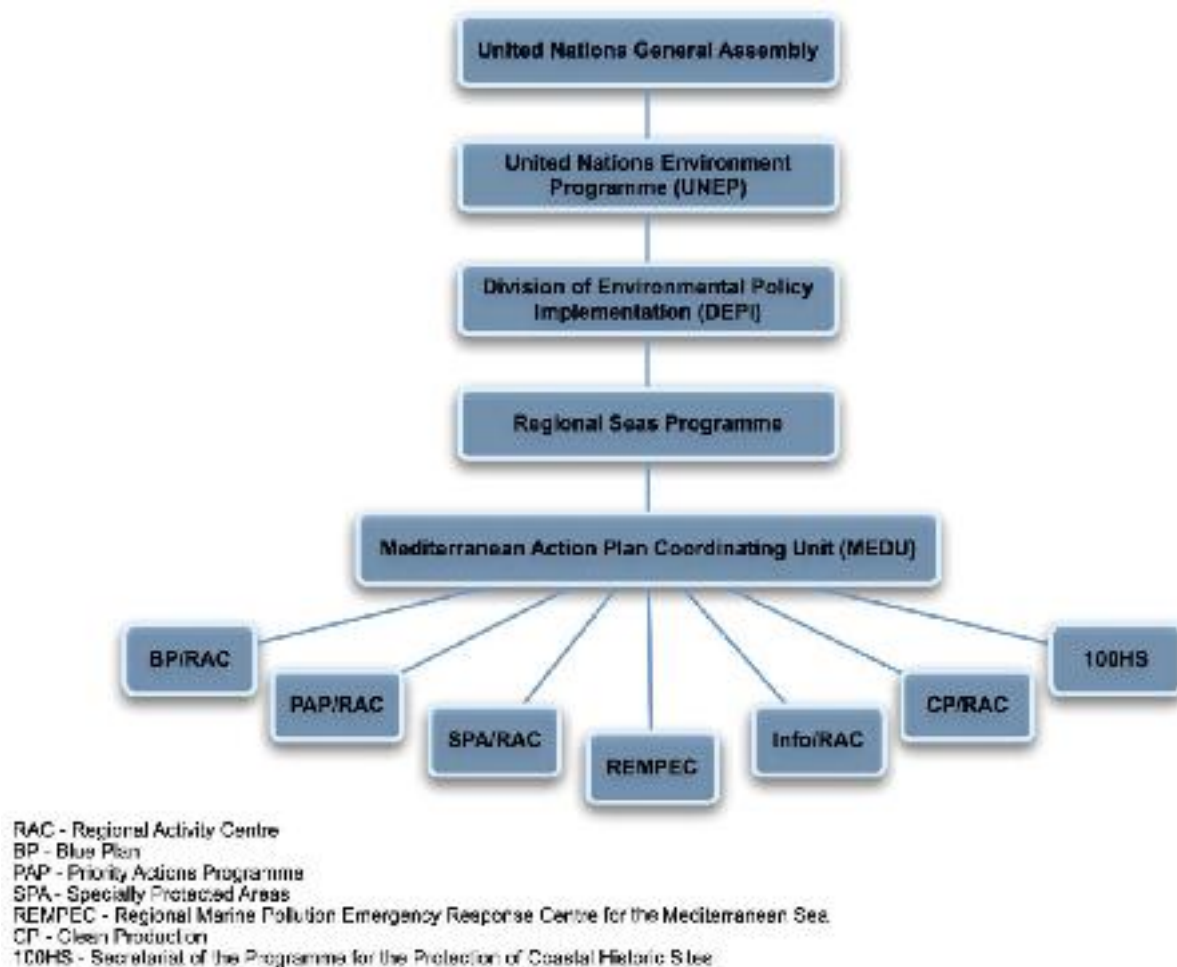 United Nations General Assembly
United Nations Environment
Programme (UNEP)
Division of Environmental Policy
Implementation (DEPI)
Regional Seas Programme
Mediterranean Action Plan Coordinating Unit (MEDU)
BP/RAC
PAP/RAC
SPA/RAC
REMPEC
Info/RAC
CP/RAC
100HS
RAC - Regional Activity Centre
BP - Blue Plan
PAP - Priority Actions Programme
SPA - Specially Protected Areas
REMPEC - Regional Marine Pollution Emergency Response Centre for the Mediterranean Sea
CP - Clean Production
100HS - Secretariat of the Programme for the Protection of Coastal Historic Sites